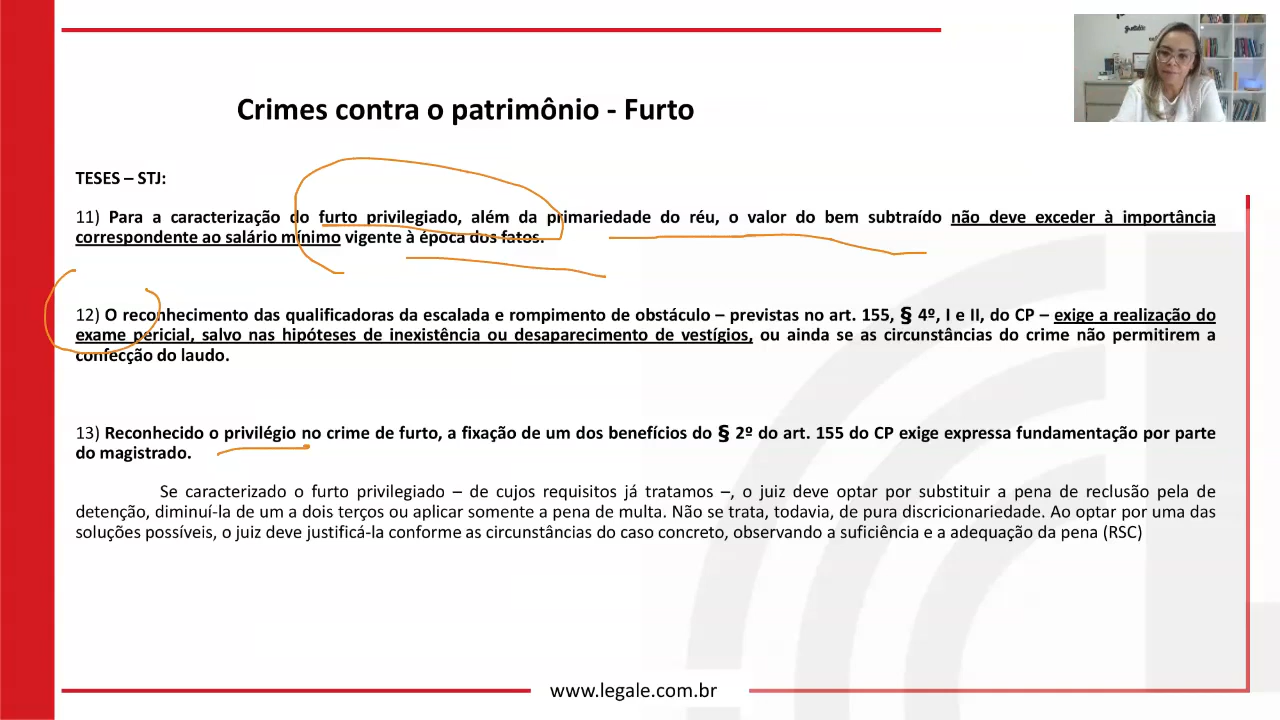 Crimes contra o patrimônio - Furto
TESES – STJ:
11) Para a caracterização do furto privilegiado, além da primariedade do réu, o valor do bem subtraído não deve exceder à importância
correspondente ao salário mínimo vigente à época dos fatos.
12) O reconhecimento das qualificadoras da escalada e rompimento de obstáculo – previstas no art. 155, § 4º, I e II, do CP – exige a realização do
exame pericial, salvo nas hipóteses de inexistência ou desaparecimento de vestígios, ou ainda se as circunstâncias do crime não permitirem a
confecção do laudo.
13) Reconhecido o privilégio no crime de furto, a fixação de um dos benefícios do § 2º do art. 155 do CP exige expressa fundamentação por parte
do magistrado.
Se caracterizado o furto privilegiado – de cujos requisitos já tratamos –, o juiz deve optar por substituir a pena de reclusão pela de
detenção, diminuí-la de um a dois terços ou aplicar somente a pena de multa. Não se trata, todavia, de pura discricionariedade. Ao optar por uma das
soluções possíveis, o juiz deve justificá-la conforme as circunstâncias do caso concreto, observando a suficiência e a adequação da pena (RSC)
www.legale.com.br